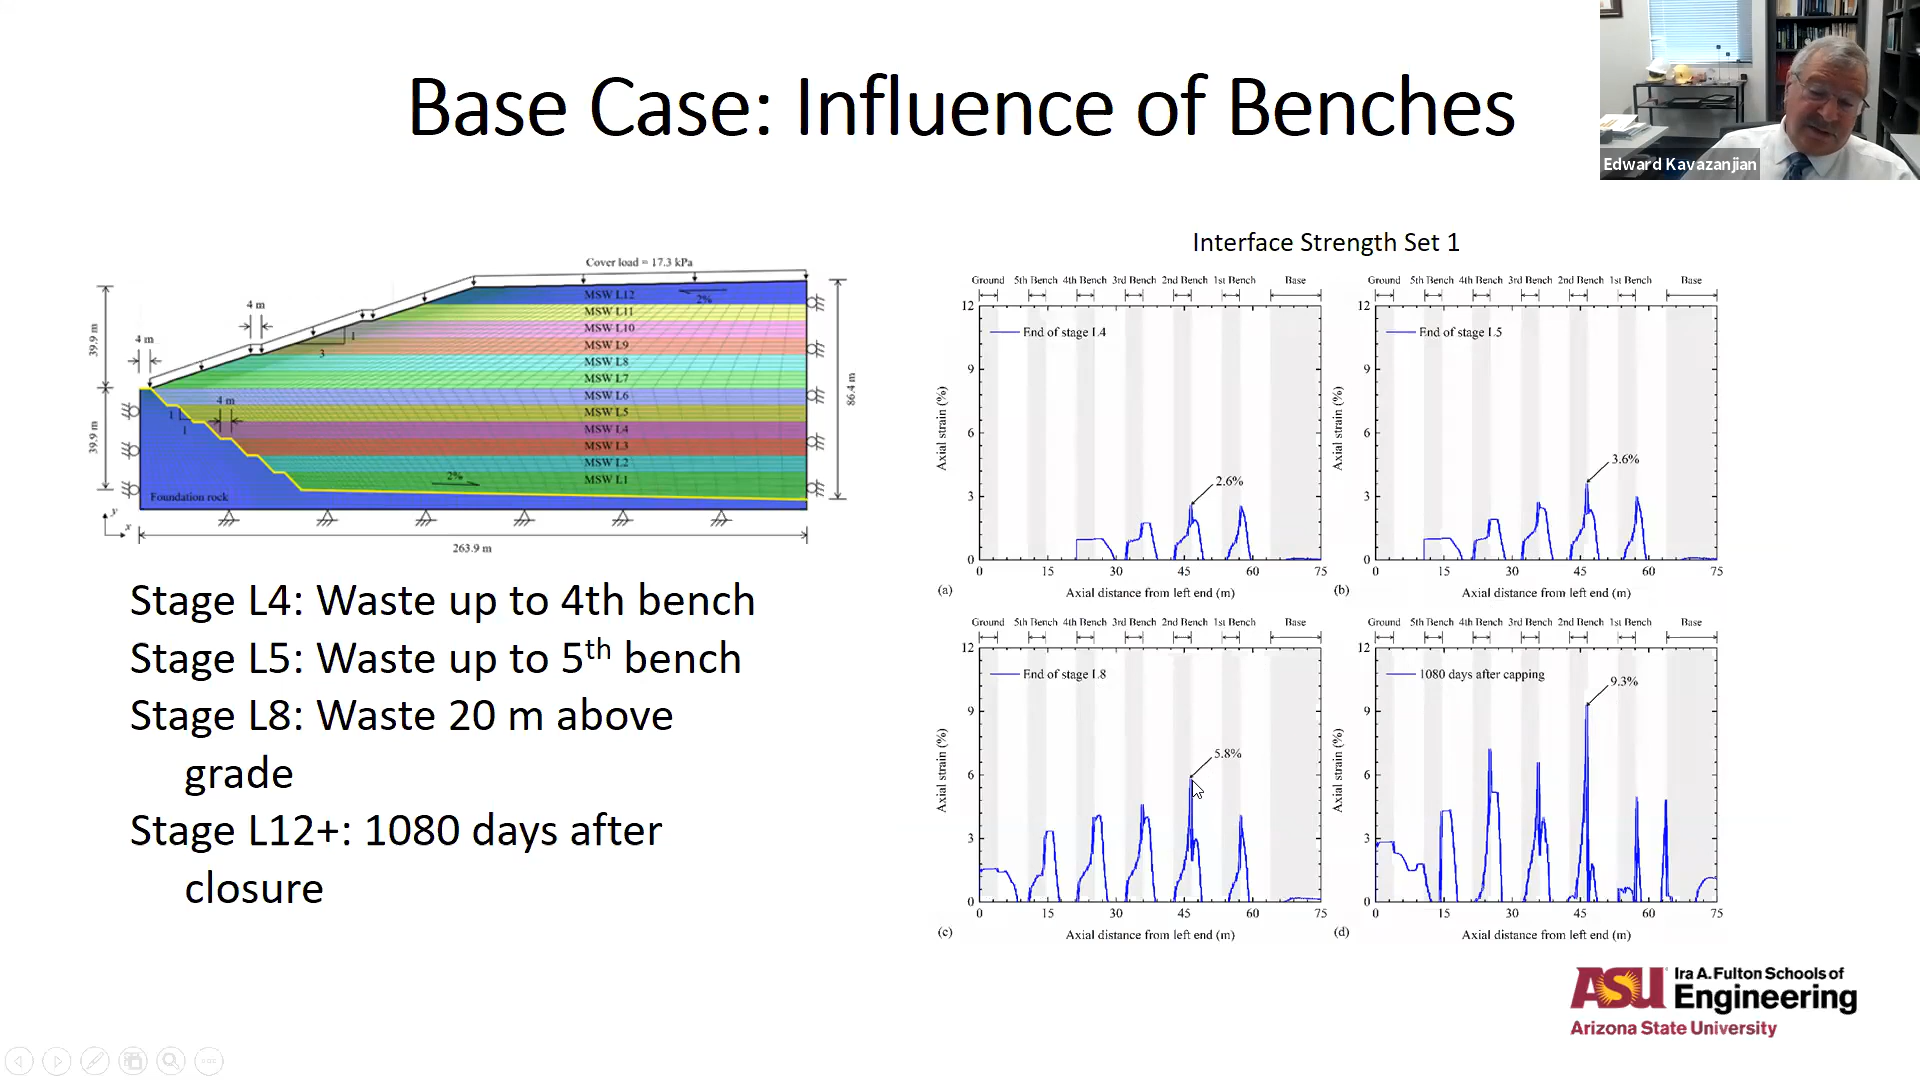 Base Case: Influence of Benches
Edward Kavazanjian
Cover load = 17.3 kPa
MSW L12
2%
MSW L11
4 m
MSW L10
39.9 m
1
4 m
MSW L9
3
MSW L8
MSW L7
86.4 m
MSW L6
4 m
1
MSW L5
1
MSW L4
39.9 m
MSW L3
MSW L2
2%
MSW L1
Foundation rock
y
x
263.9 m
Stage L4: Waste up to 4th bench
Stage L5: Waste up to 5th bench
Stage L8: Waste 20 m above
grade
Stage L12+: 1080 days after
closure
Interface Strength Set 1
Ground 5th Bench 4th Bench 3rd Bench 2nd Bench 1st Bench Base
12
9
6
3
0
Axial strain (%)
End of stage L4
2.6%
0 15 30 45 60 75
(a)
Axial distance from left end (m)
Ground 5th Bench 4th Bench 3rd Bench 2nd Bench 1st Bench Base
12
9
6
3
0
Axial strain (%)
End of stage L5
3.6%
0 15 30 45 60 75
(b)
Axial distance from left end (m)
Ground 5th Bench 4th Bench 3rd Bench 2nd Bench 1st Bench Base
12
9
6
3
0
Axial strain (%)
End of stage L8
5.8%
0 15 30 45 60 75
(c)
Axial distance from left end (m)
Ground 5th Bench 4th Bench 3rd Bench 2nd Bench 1st Bench Base
12
9
6
3
0
Axial strain (%)
1080 days after capping
9.3%
0 15 30 45 60 75
(d)
Axial distance from left end (m)
ASU Ira A. Fulton Schools of
Engineering
Arizona State University